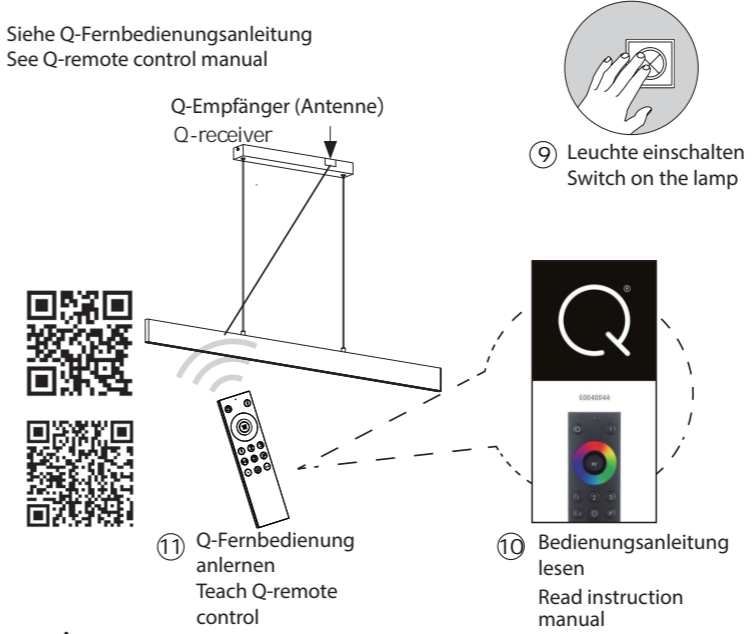 Siehe Q-Fernbedienungsanleitung
See Q-remote control manual
Q-Empfänger (Antenne)
Q-receiver
9 Leuchte einschalten
Switch on the lamp
Q®
E0040044
W
11 Q-Fernbedienung
anlernen
Teach Q-remote
control
10 Bedienungsanleitung
lesen
Read instruction
manual